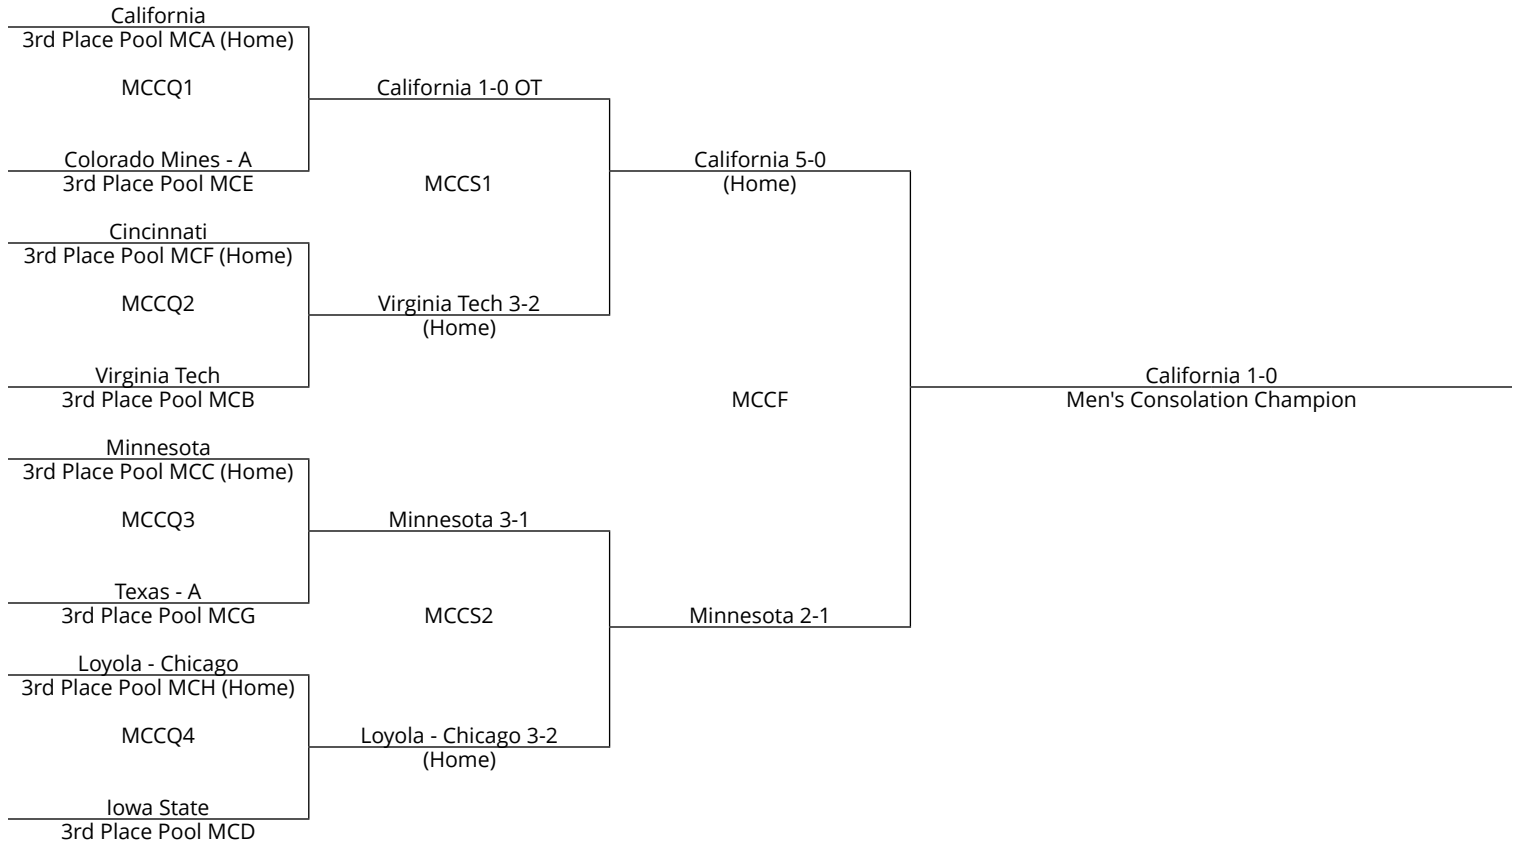 California
3rd Place Pool MCA (Home)
MCCQ1
California 1-0 OT
Colorado Mines - A
3rd Place Pool MCE
MCCS1
California 5-0
(Home)
Cincinnati
3rd Place Pool MCF (Home)
MCCQ2
Virginia Tech 3-2
(Home)
Virginia Tech
3rd Place Pool MCB
MCCF
California 1-0
Men's Consolation Champion
Minnesota
3rd Place Pool MCC (Home)
MCCQ3
Minnesota 3-1
Texas - A
3rd Place Pool MCG
MCCS2
Minnesota 2-1
Loyola - Chicago
3rd Place Pool MCH (Home)
MCCQ4
Loyola - Chicago 3-2
(Home)
Iowa State
3rd Place Pool MCD